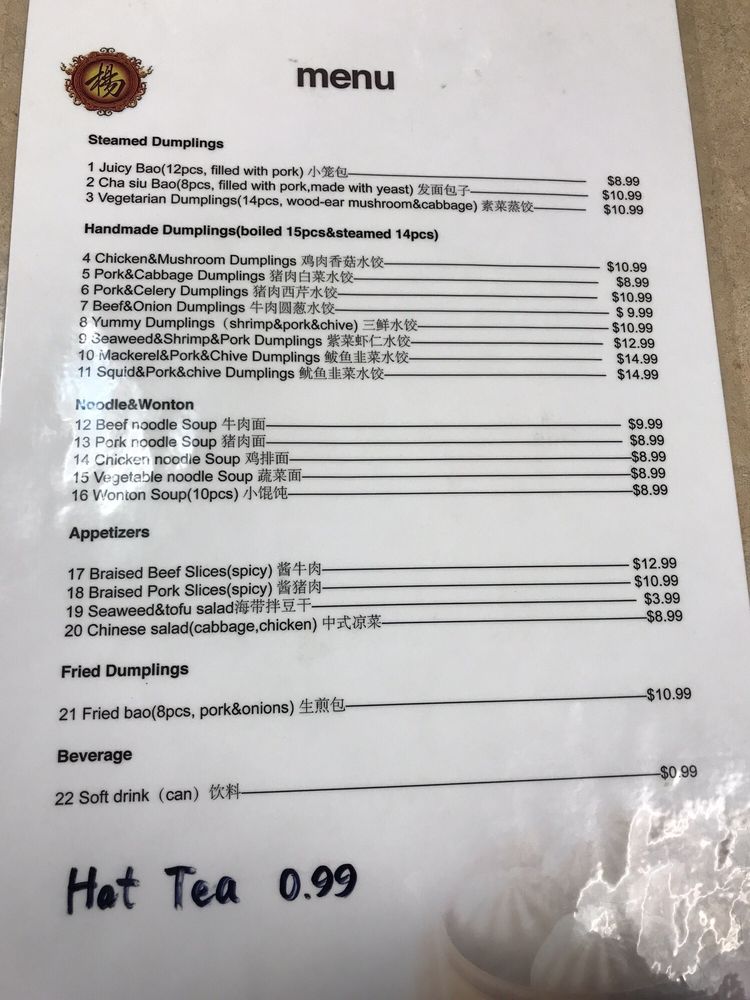 楊
menu
Steamed Dumplings
1 Juicy Bao(12pcs, filled with pork) 小笼包 $8.99
2 Cha siu Bao(8pcs, filled with pork,made with yeast) 发面包子 $10.99
3 Vegetarian Dumplings(14pcs, wood-ear mushroom&cabbage) 素菜蒸饺 $10.99
Handmade Dumplings(boiled 15pcs&steamed 14pcs)
4 Chicken&Mushroom Dumplings 鸡肉香菇水饺 $10.99
5 Pork&Cabbage Dumplings 猪肉白菜水饺 $8.99
6 Pork&Celery Dumplings 猪肉西芹水饺 $10.99
7 Beef&Onion Dumplings 牛肉圆葱水饺 $ 9.99
8 Yummy Dumplings（shrimp&pork&chive) 三鲜水饺 $10.99
9 Seaweed&Shrimp&Pork Dumplings 紫菜虾仁水饺 $12.99
10 Mackerel&Pork&Chive Dumplings 鲅鱼韭菜水饺 $14.99
11 Squid&Pork&chive Dumplings 鱿鱼韭菜水饺 $14.99
Noodle&Wonton
12 Beef noodle Soup 牛肉面 $9.99
13 Pork noodle Soup 猪肉面 $8.99
14 Chicken noodle Soup 鸡排面 $8.99
15 Vegetable noodle Soup 蔬菜面 $8.99
16 Wonton Soup(10pcs) 小馄饨 $8.99
Appetizers
17 Braised Beef Slices(spicy) 酱牛肉 $12.99
18 Braised Pork Slices(spicy) 酱猪肉 $10.99
19 Seaweed&tofu salad海带拌豆干 $3.99
20 Chinese salad(cabbage,chicken) 中式凉菜 $8.99
Fried Dumplings
21 Fried bao(8pcs, pork&onions) 生煎包 $10.99
Beverage
22 Soft drink（can）饮料 $0.99
Hot Tea 0.99